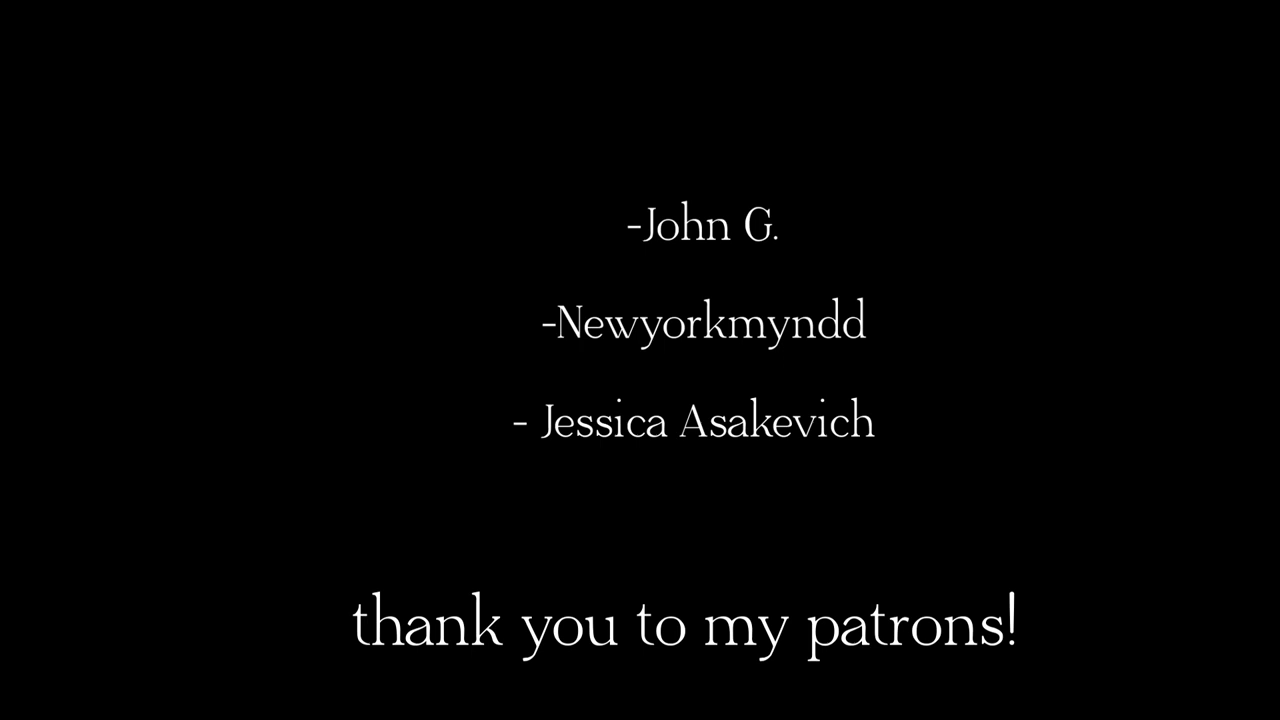 -John G.
-Newyorkmyndd
- Jessica Asakevich
thank you to my patrons!